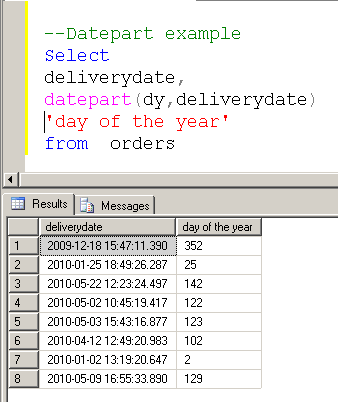 --Datepart example
Select
deliverydate,
datepart(dy,deliverydate)
'day of the year'
from  orders
Results Messages
deliverydate day of the year
1 2009-12-18 15:47:11.390 352
2 2010-01-25 18:49:26.287 25
3 2010-05-22 12:23:24.497 142
4 2010-05-02 10:45:19.417 122
5 2010-05-03 15:43:16.877 123
6 2010-04-12 12:49:20.983 102
7 2010-01-02 13:19:20.647 2
8 2010-05-09 16:55:33.890 129